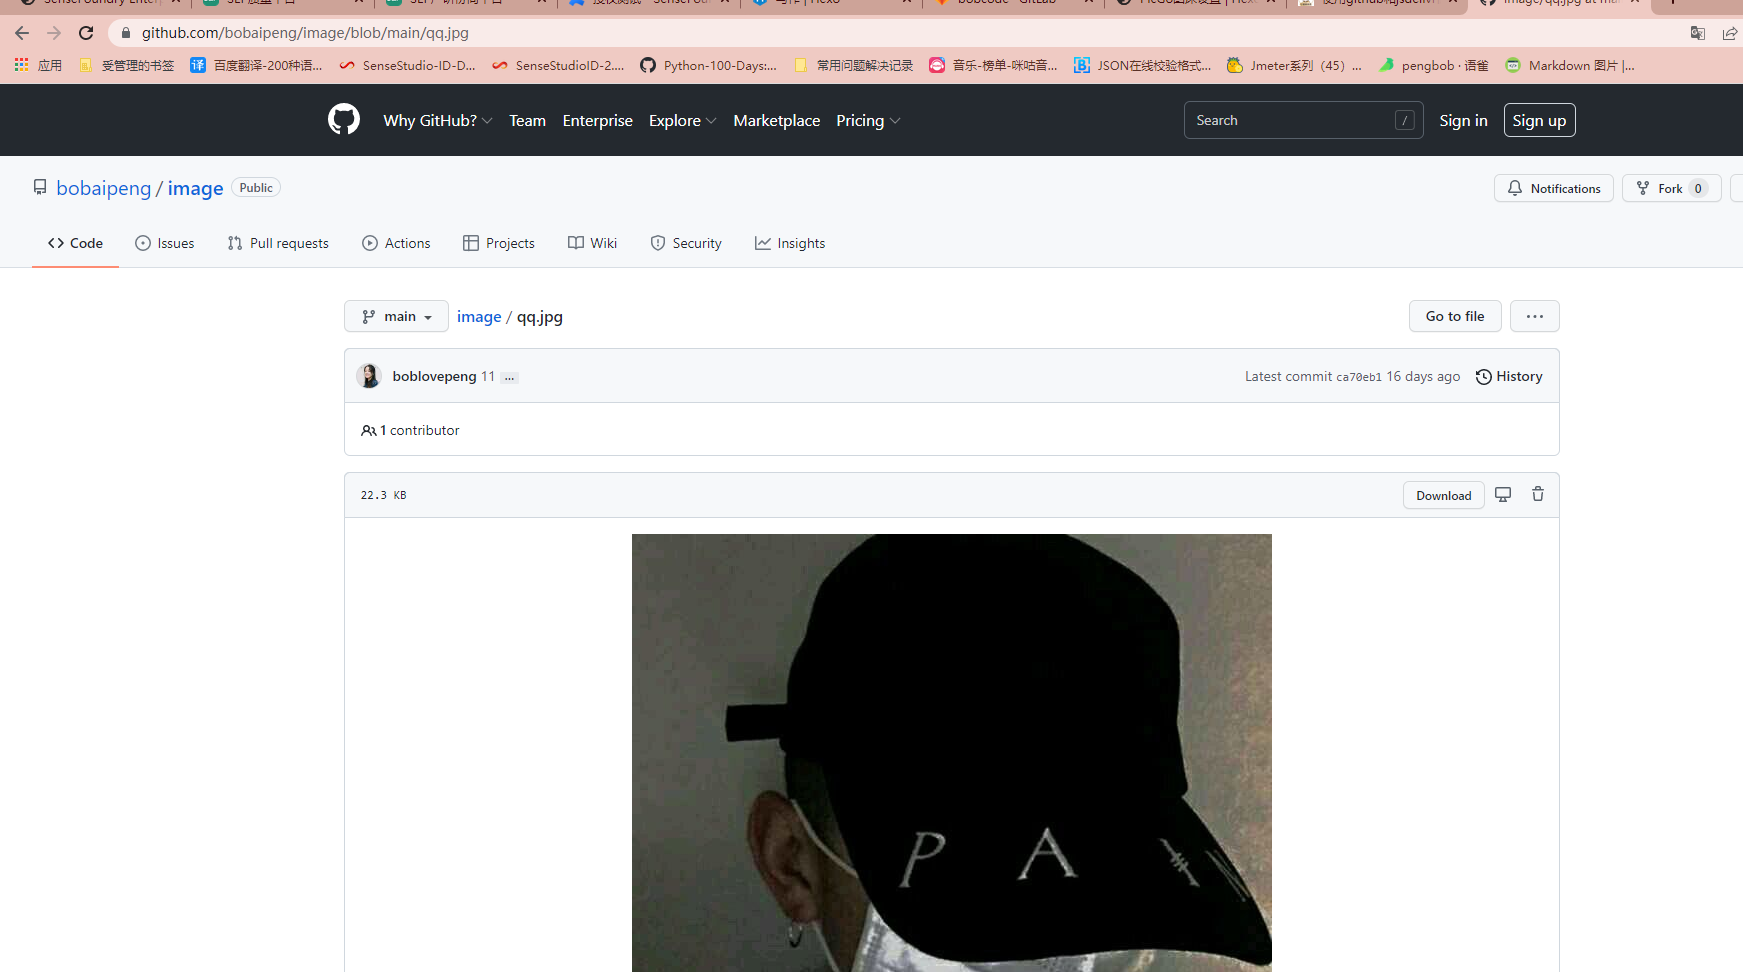 github.com/bobaipeng/image/blob/main/qq.jpg
应用 受管理的书签 百度翻译-200种语... SenseStudio-ID-D... SenseStudioID-2.... Python-100-Days:... 常用问题解决记录 音乐-榜单-咪咕音... JSON在线校验格式... Jmeter系列（45）... pengbob · 语雀 Markdown 图片 |...
Why GitHub? Team Enterprise Explore Marketplace Pricing Search / Sign in Sign up
bobaipeng / image Public Notifications Fork 0
Code Issues Pull requests Actions Projects Wiki Security Insights
main image / qq.jpg Go to file ...
boblovepeng 11 ... Latest commit ca70eb1 16 days ago History
1 contributor
22.3 KB Download
P A I N